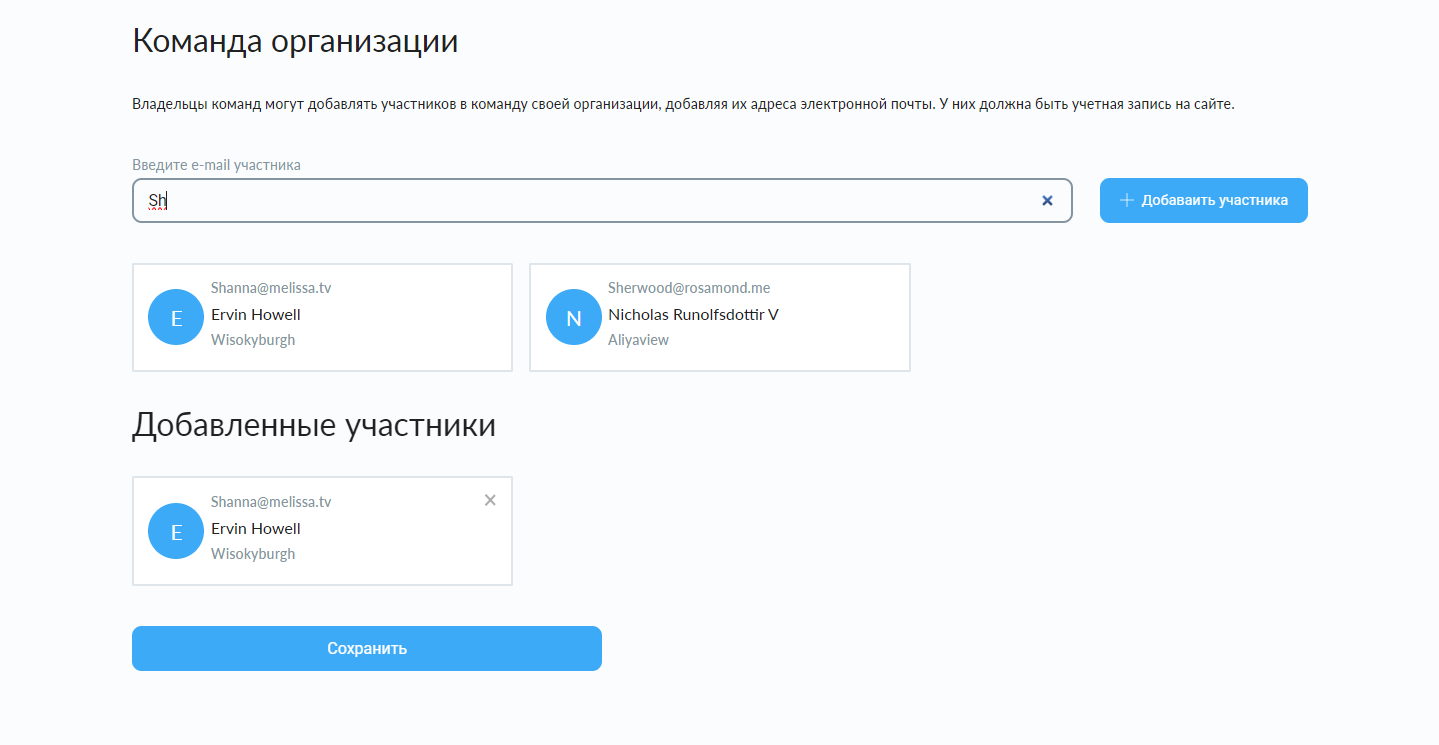 Команда организации
Владельцы команд могут добавлять участников в команду своей организации, добавляя их адреса электронной почты. У них должна быть учетная запись на сайте.
Введите e-mail участника
Sh
Добаваить участника
Shanna@melissa.tv
E
Ervin Howell
Wisokyburgh
Sherwood@rosamond.me
N
Nicholas Runolfsdottir V
Aliyaview
Добавленные участники
Shanna@melissa.tv
E
Ervin Howell
Wisokyburgh
Сохранить